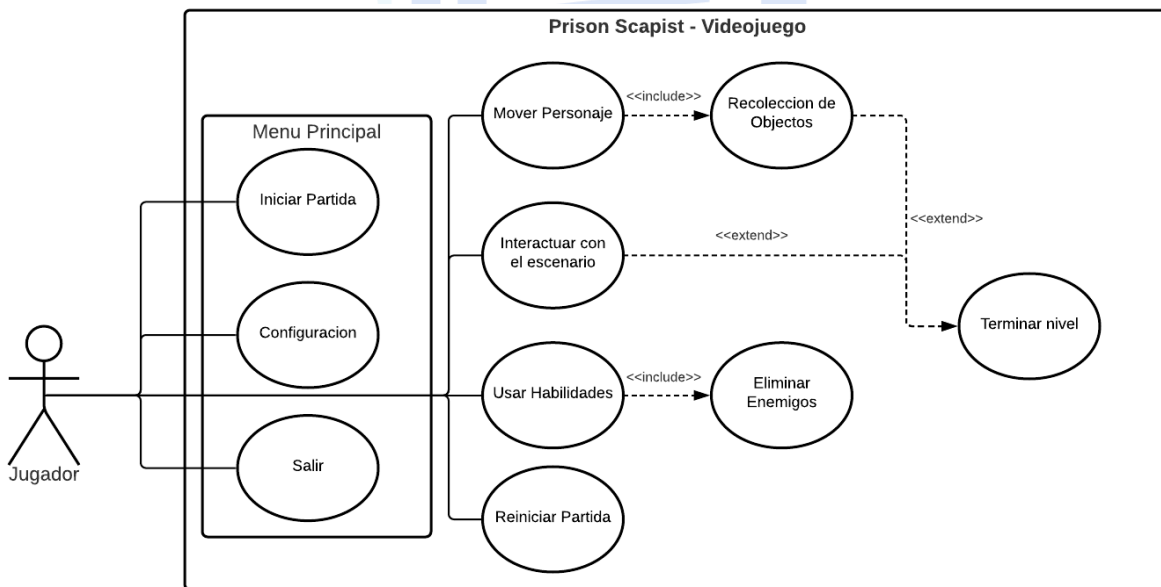 Prison Scapist - Videojuego
Menu Principal
Iniciar Partida
Configuracion
Salir
Jugador
Mover Personaje
<<include>>
Recoleccion de
Objectos
Interactuar con
el escenario
<<extend>>
<<extend>>
Terminar nivel
Usar Habilidades
<<include>>
Eliminar
Enemigos
Reiniciar Partida